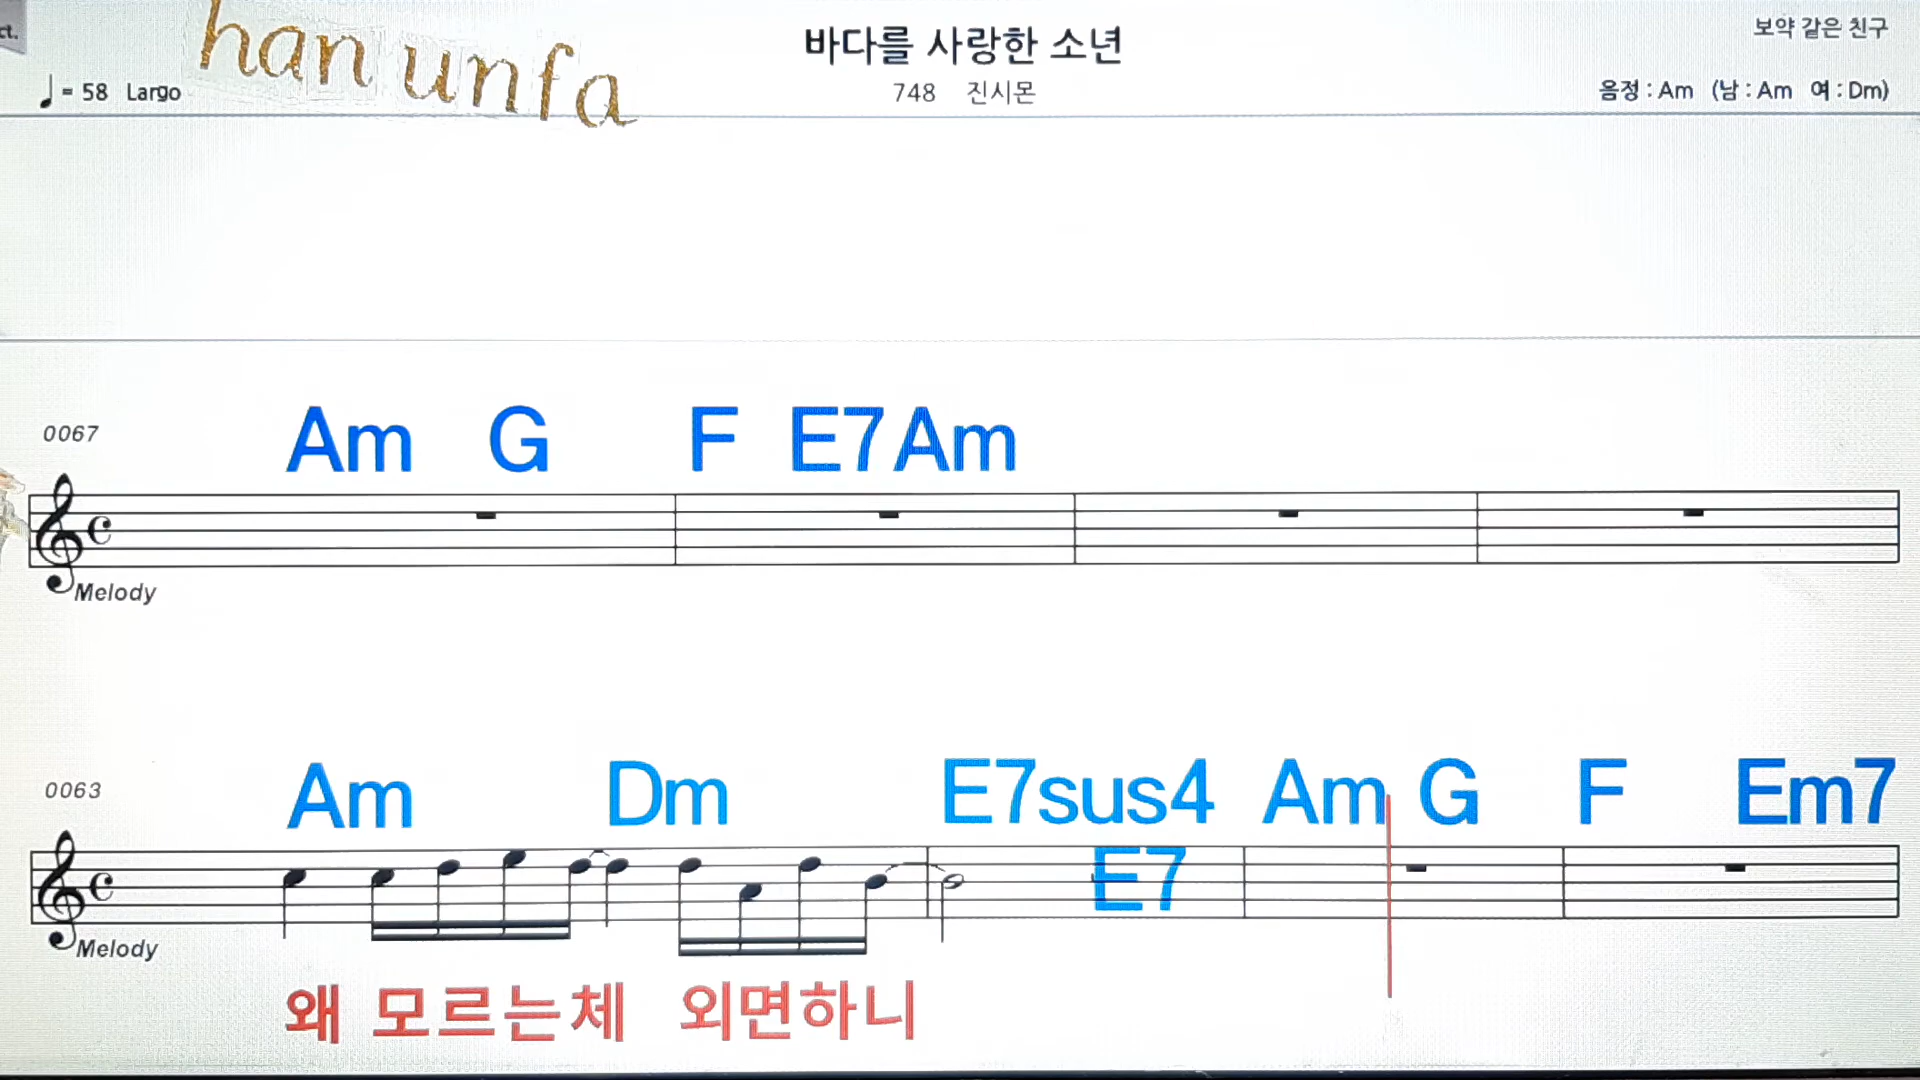 ct.
han unfa
바다를 사랑한 소년
보약 같은 친구
= 58 Largo
748 진시몬
음정 : Am (남 : Am 여 : Dm)
0067
Am G F E7 Am
Melody
0063
Am Dm E7sus4 Am G F Em7
E7
Melody
왜 모르는체 외면하니